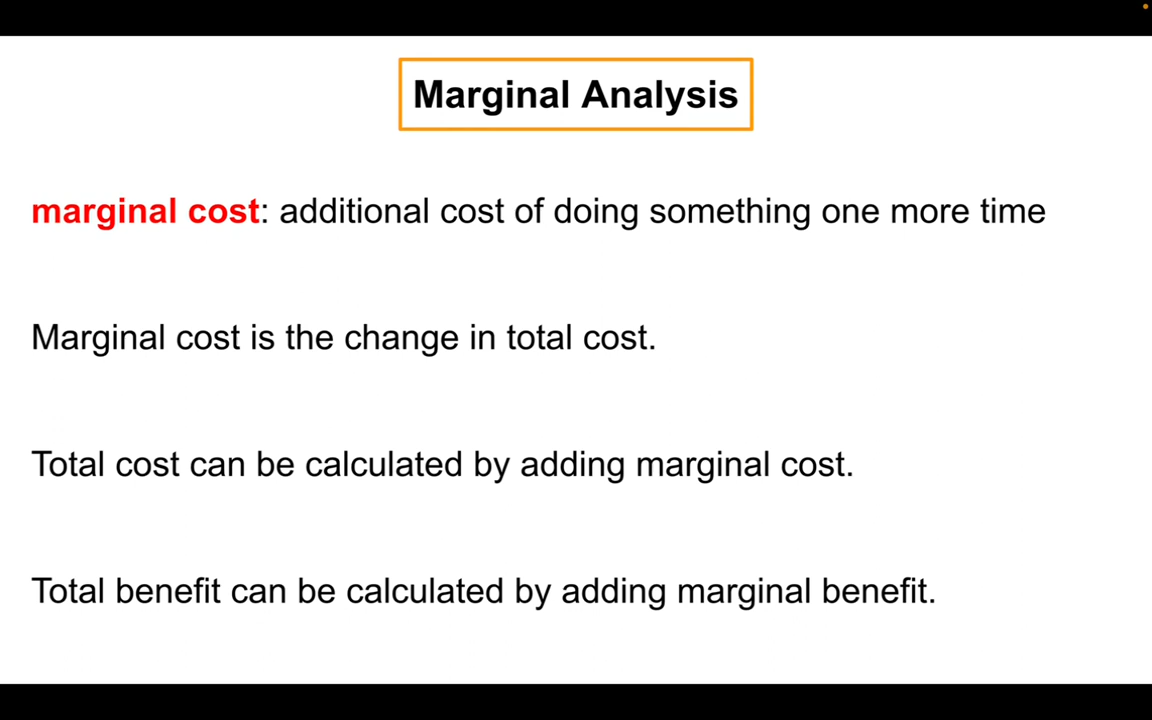 Marginal Analysis
marginal cost: additional cost of doing something one more time
Marginal cost is the change in total cost.
Total cost can be calculated by adding marginal cost.
Total benefit can be calculated by adding marginal benefit.